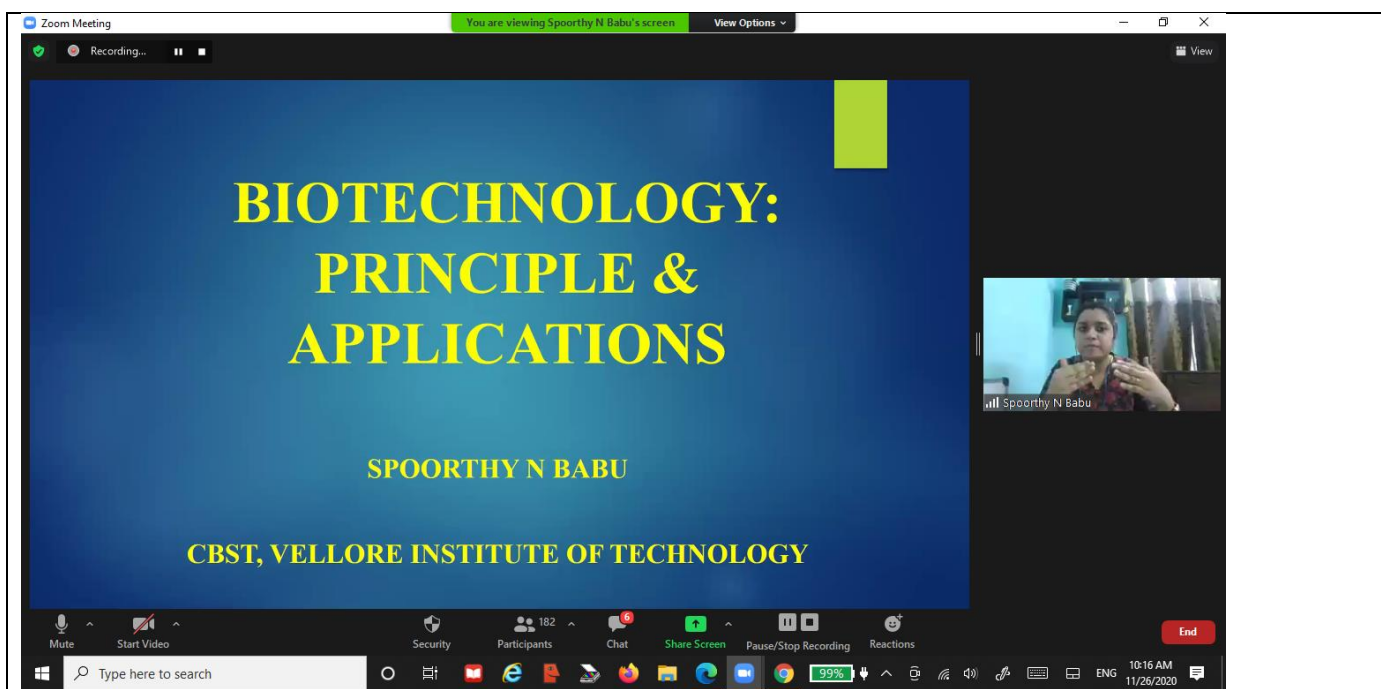 Zoom Meeting
You are viewing Spoorthy N Babu's screen View Options
Recording...
View
BIOTECHNOLOGY:
PRINCIPLE &
APPLICATIONS
SPOORTHY N BABU
CBST, VELLORE INSTITUTE OF TECHNOLOGY
Spoorthy N Babu
182
6
Mute Start Video Security Participants Chat Share Screen Pause/Stop Recording Reactions
End
Type here to search
99%
ENG
10:16 AM
11/26/2020